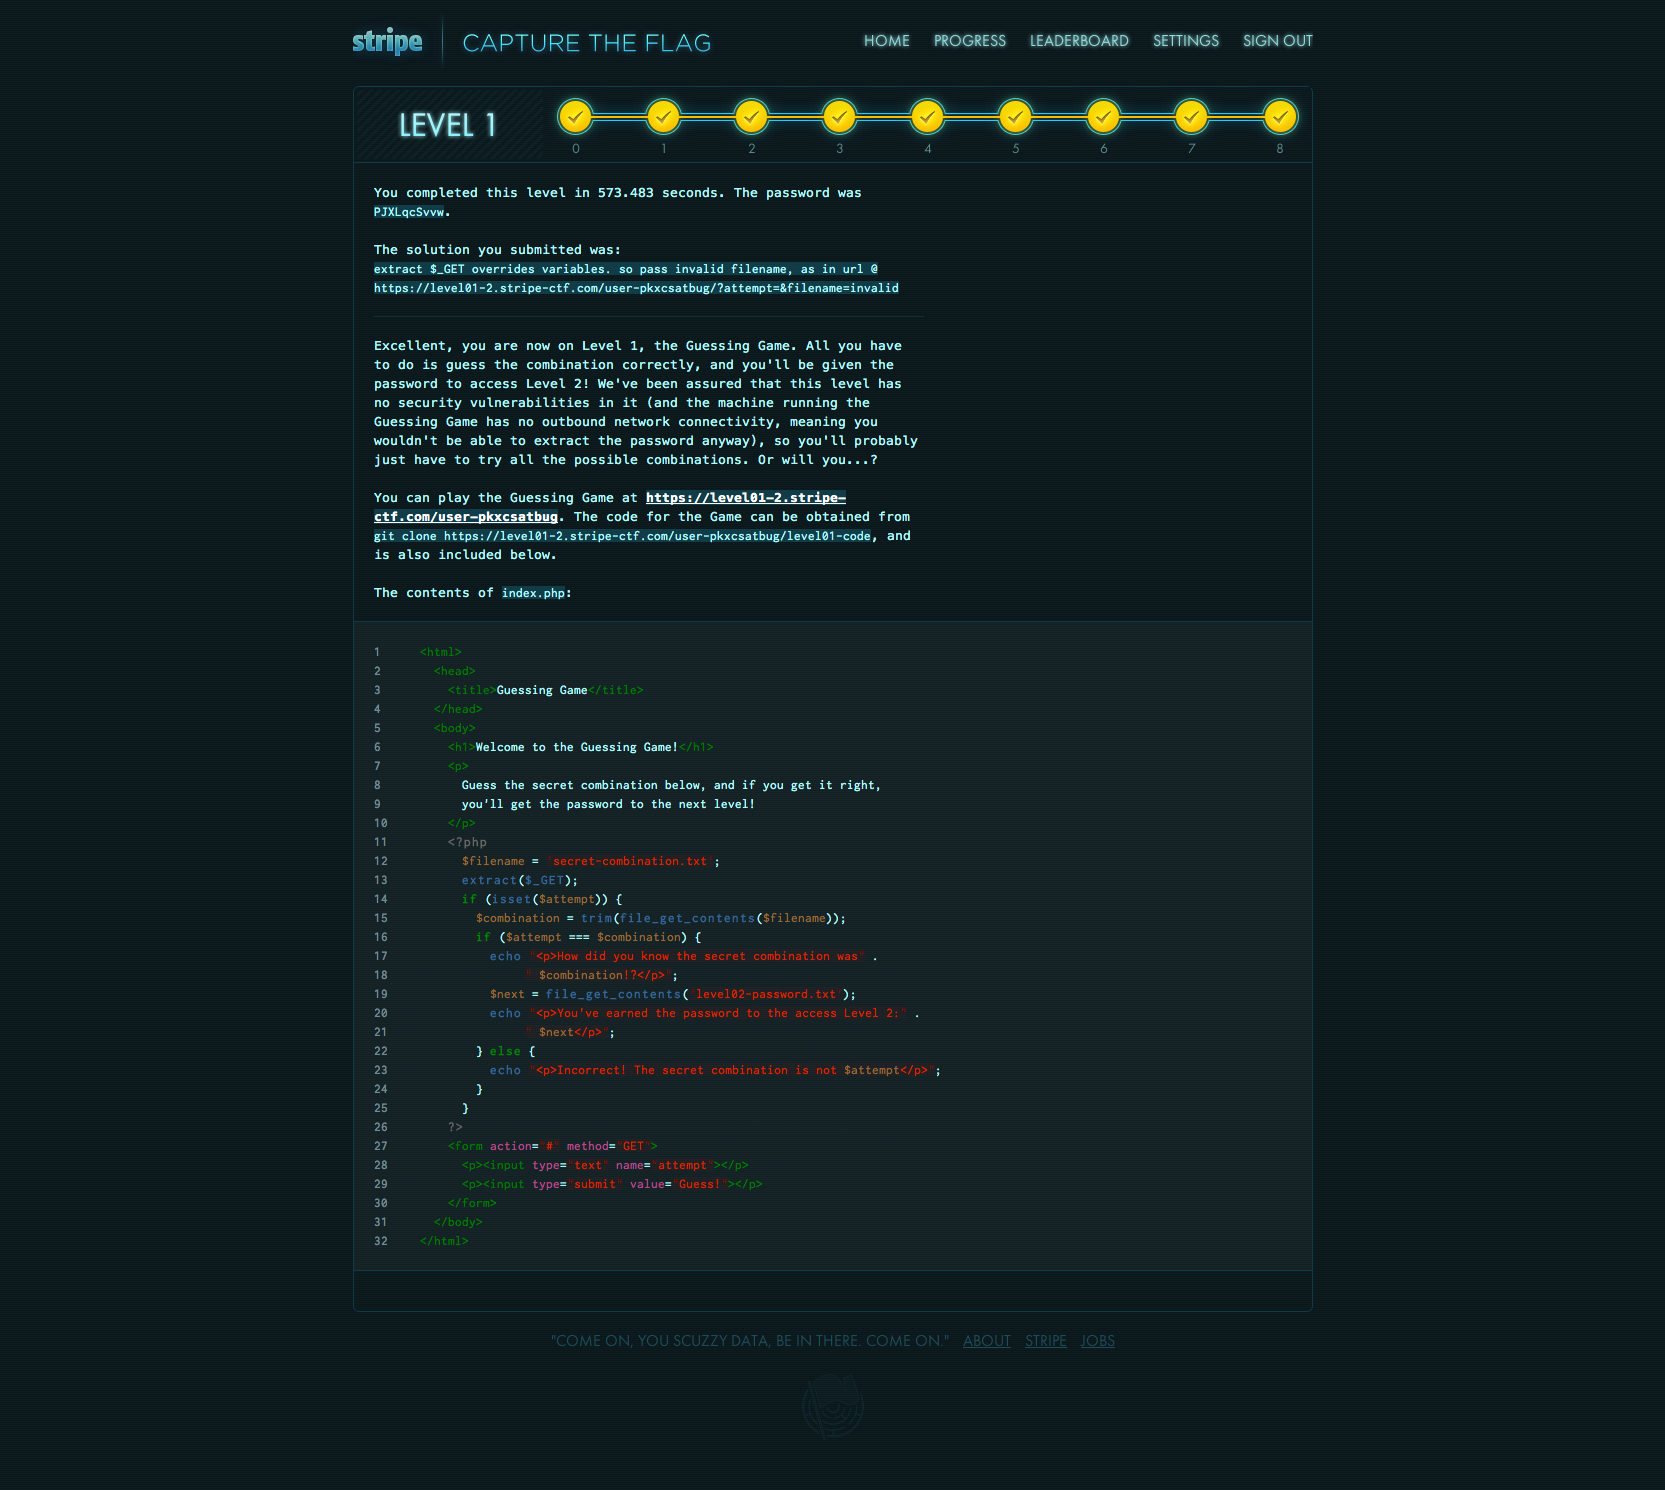 stripe CAPTURE THE FLAG HOME PROGRESS LEADERBOARD SETTINGS SIGN OUT
LEVEL 1
0 1 2 3 4 5 6 7 8
You completed this level in 573.483 seconds. The password was
PJXLqcSvvw.
The solution you submitted was:
extract $_GET overrides variables. so pass invalid filename, as in url @
https://level01-2.stripe-ctf.com/user-pkxcsatbug/?attempt=&filename=invalid
Excellent, you are now on Level 1, the Guessing Game. All you have
to do is guess the combination correctly, and you'll be given the
password to access Level 2! We've been assured that this level has
no security vulnerabilities in it (and the machine running the
Guessing Game has no outbound network connectivity, meaning you
wouldn't be able to extract the password anyway), so you'll probably
just have to try all the possible combinations. Or will you...?
You can play the Guessing Game at https://level01-2.stripe-
ctf.com/user-pkxcsatbug. The code for the Game can be obtained from
git clone https://level01-2.stripe-ctf.com/user-pkxcsatbug/level01-code, and
is also included below.
The contents of index.php:
1 <html>
2 <head>
3 <title>Guessing Game</title>
4 </head>
5 <body>
6 <h1>Welcome to the Guessing Game!</h1>
7 <p>
8 Guess the secret combination below, and if you get it right,
9 you'll get the password to the next level!
10 </p>
11 <?php
12 $filename = 'secret-combination.txt';
13 extract($_GET);
14 if (isset($attempt)) {
15 $combination = trim(file_get_contents($filename));
16 if ($attempt === $combination) {
17 echo "<p>How did you know the secret combination was" .
18 " $combination!?</p>";
19 $next = file_get_contents('level02-password.txt');
20 echo "<p>You've earned the password to the access Level 2:" .
21 " $next</p>";
22 } else {
23 echo "<p>Incorrect! The secret combination is not $attempt</p>";
24 }
25 }
26 ?>
27 <form action="#" method="GET">
28 <p><input type="text" name="attempt"></p>
29 <p><input type="submit" value="Guess!"></p>
30 </form>
31 </body>
32 </html>
"COME ON, YOU SCUZZY DATA, BE IN THERE. COME ON." ABOUT STRIPE JOBS